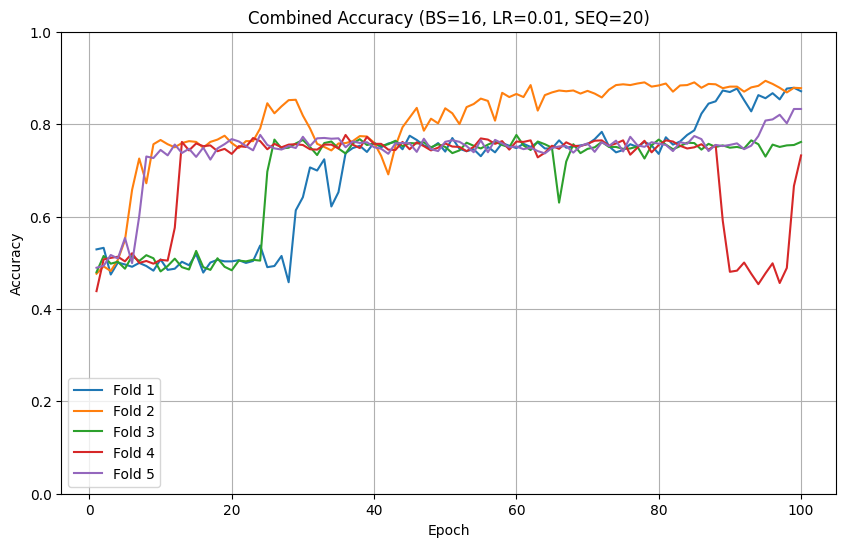 Combined Accuracy (BS=16, LR=0.01, SEQ=20)
1.0
0.8
0.6
0.4
0.2
0.0
Accuracy
Fold 1
Fold 2
Fold 3
Fold 4
Fold 5
0 20 40 60 80 100
Epoch